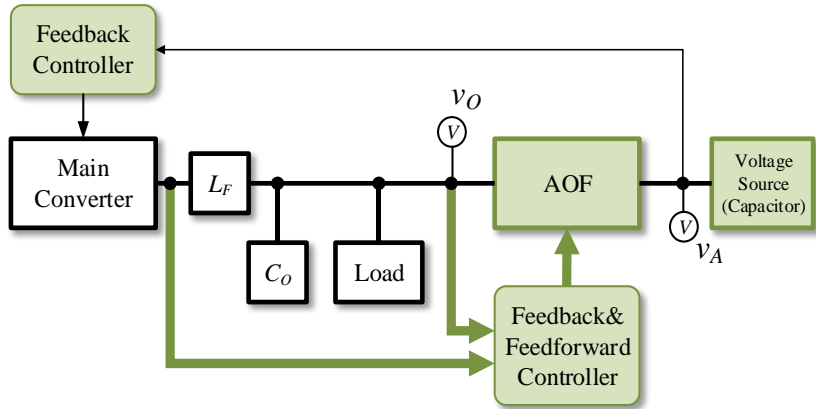 Feedback
Controller
v_O
V
Main
Converter
L_F
AOF
Voltage
Source
(Capacitor)
V
v_A
C_O
Load
Feedback&
Feedforward
Controller